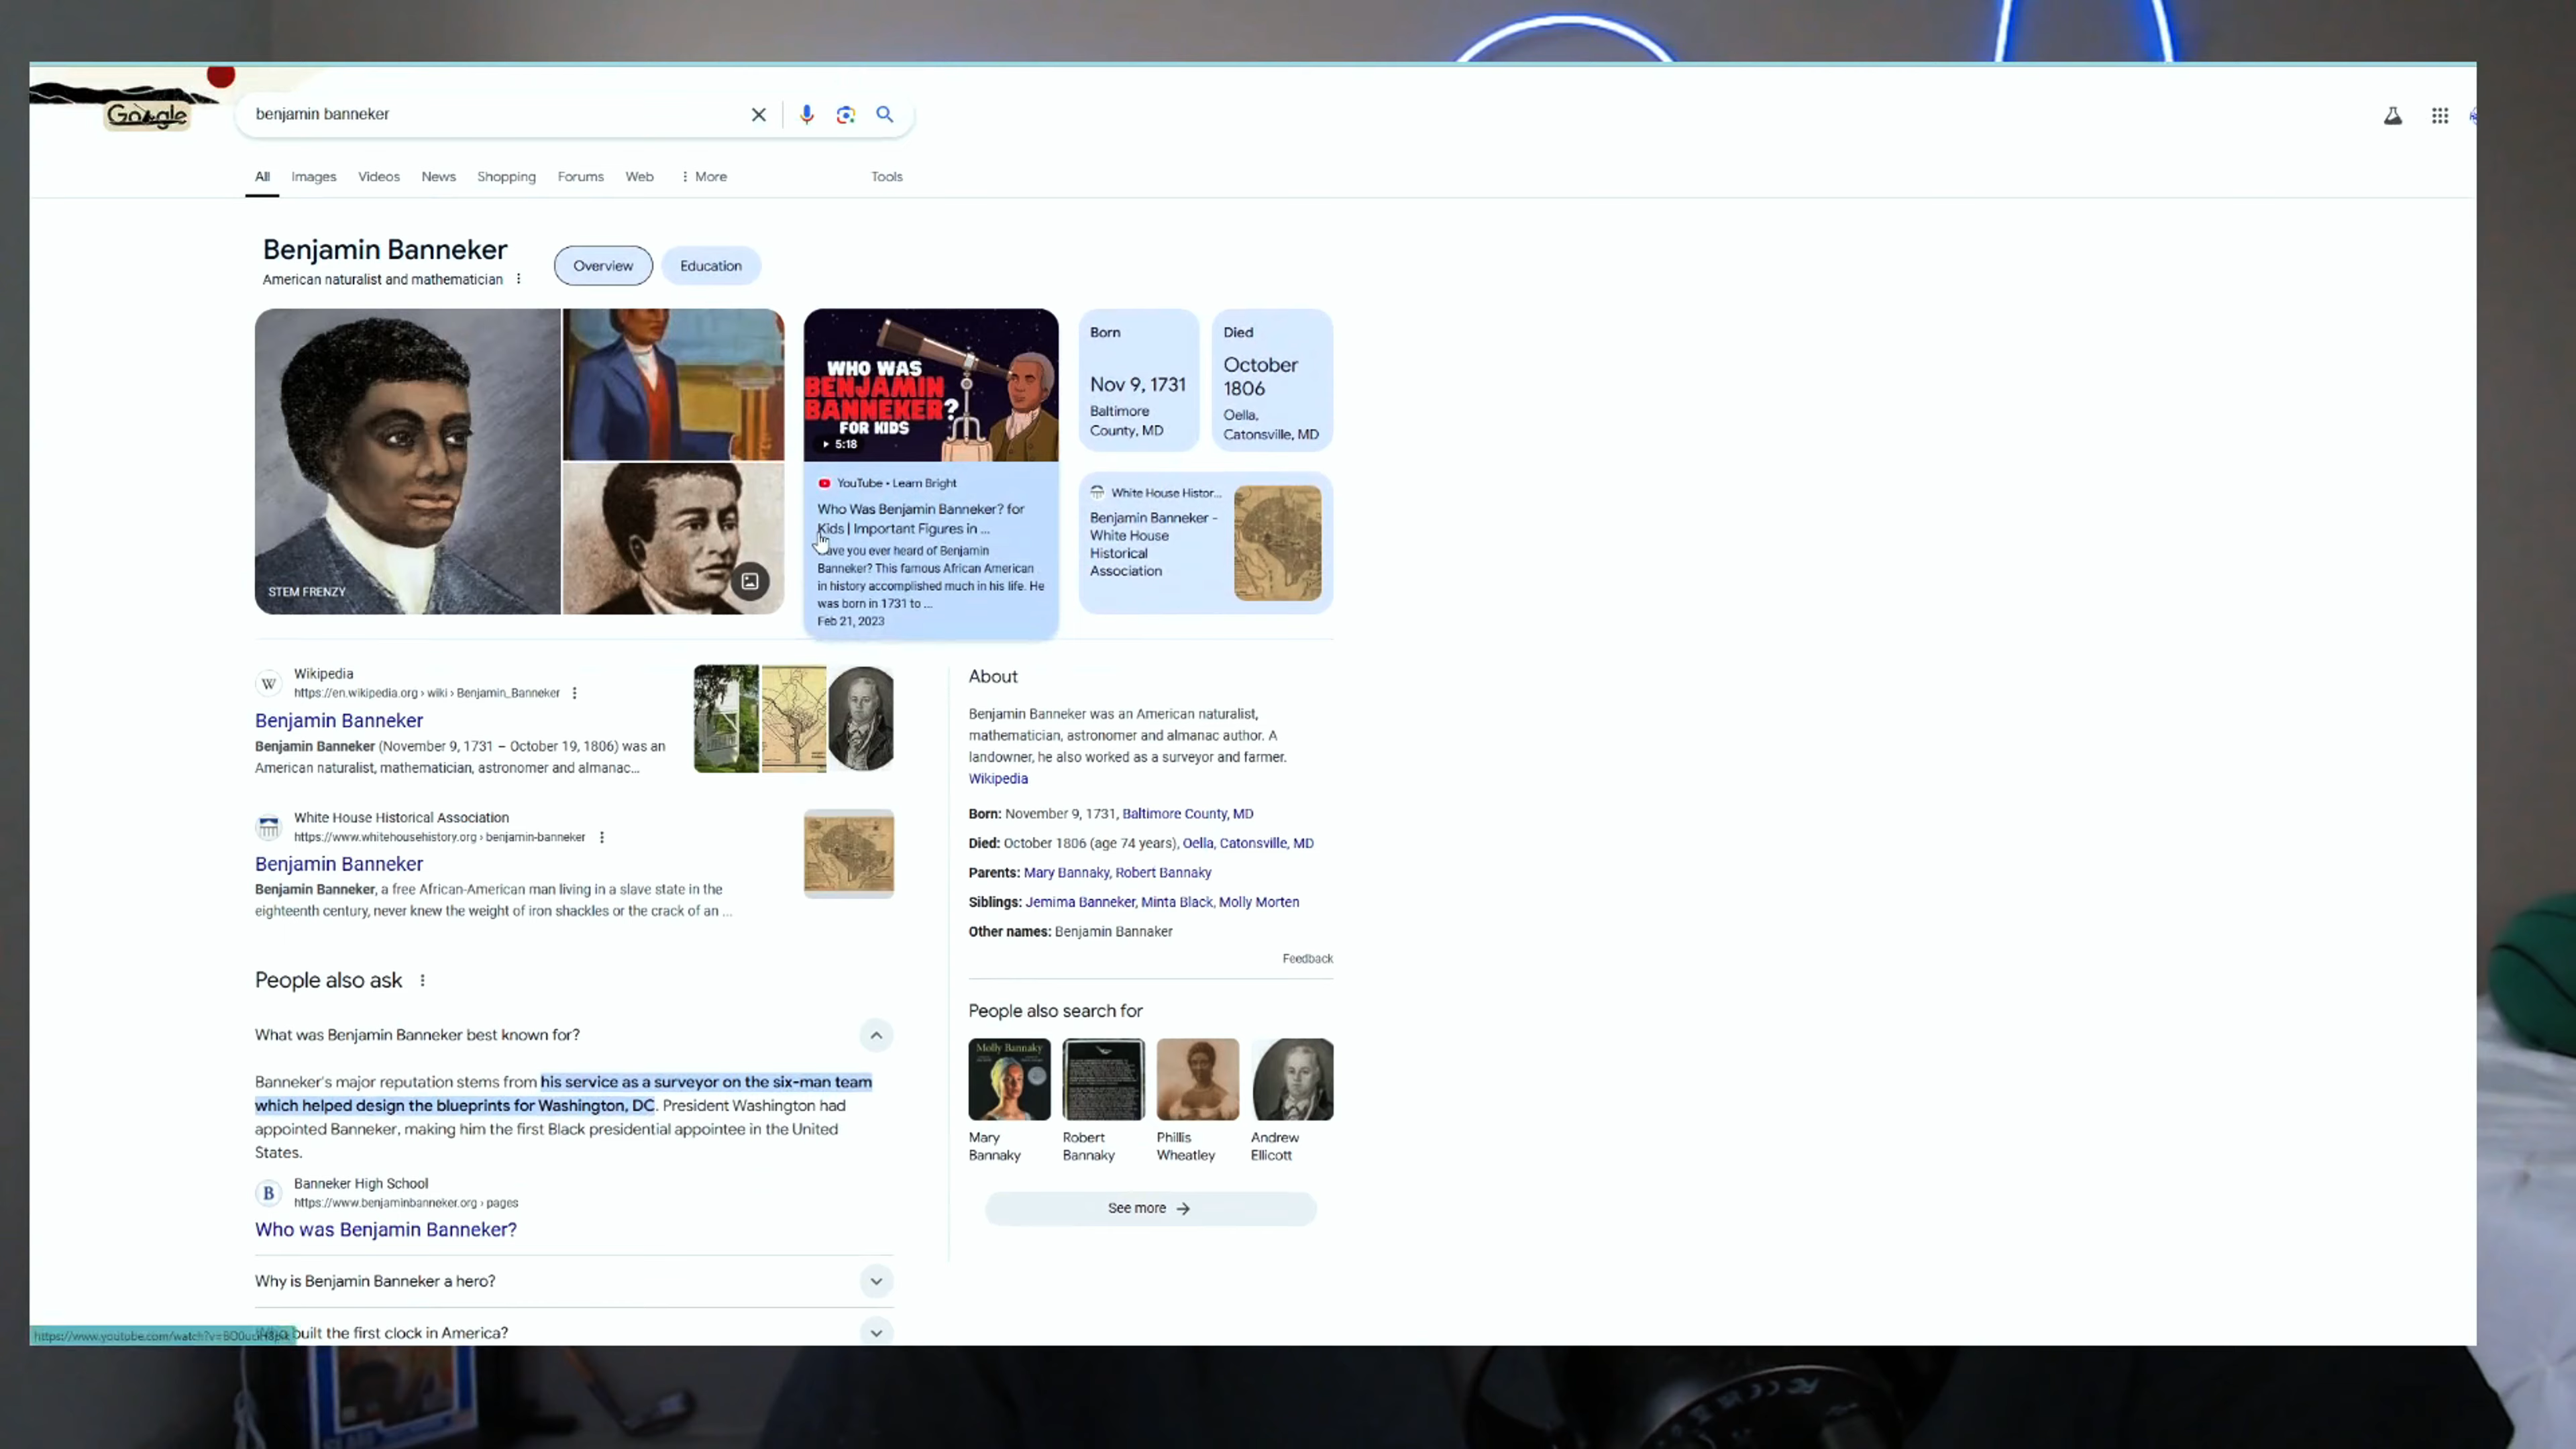 Google
benjamin banneker
All Images Videos News Shopping Forums Web More Tools
Benjamin Banneker
American naturalist and mathematician
Overview
Education
STEM FRENZY
WHO WAS
BENJAMIN
BANNEKER?
FOR KIDS
5:18
YouTube • Learn Bright
Who Was Benjamin Banneker? for
Kids | Important Figures in ...
ave you ever heard of Benjamin
Banneker? This famous African American
in history accomplished much in his life. He
was born in 1731 to ...
Feb 21, 2023
Born
Nov 9, 1731
Baltimore
County, MD
Died
October
1806
Oella,
Catonsville, MD
White House Histor...
Benjamin Banneker -
White House
Historical
Association
Wikipedia
https://en.wikipedia.org › wiki › Benjamin_Banneker
Benjamin Banneker
Benjamin Banneker (November 9, 1731 – October 19, 1806) was an
American naturalist, mathematician, astronomer and almanac...
White House Historical Association
https://www.whitehousehistory.org › benjamin-banneker
Benjamin Banneker
Benjamin Banneker, a free African-American man living in a slave state in the
eighteenth century, never knew the weight of iron shackles or the crack of an ...
People also ask
What was Benjamin Banneker best known for?
Banneker's major reputation stems from his service as a surveyor on the six-man team
which helped design the blueprints for Washington, DC. President Washington had
appointed Banneker, making him the first Black presidential appointee in the United
States.
B
Banneker High School
https://www.benjaminbanneker.org › pages
Who was Benjamin Banneker?
Why is Benjamin Banneker a hero?
built the first clock in America?
About
Benjamin Banneker was an American naturalist,
mathematician, astronomer and almanac author. A
landowner, he also worked as a surveyor and farmer.
Wikipedia
Born: November 9, 1731, Baltimore County, MD
Died: October 1806 (age 74 years), Oella, Catonsville, MD
Parents: Mary Bannaky, Robert Bannaky
Siblings: Jemima Banneker, Minta Black, Molly Morten
Other names: Benjamin Bannaker
Feedback
People also search for
Molly Bannaky
Mary
Bannaky
Robert
Bannaky
Phillis
Wheatley
Andrew
Ellicott
See more